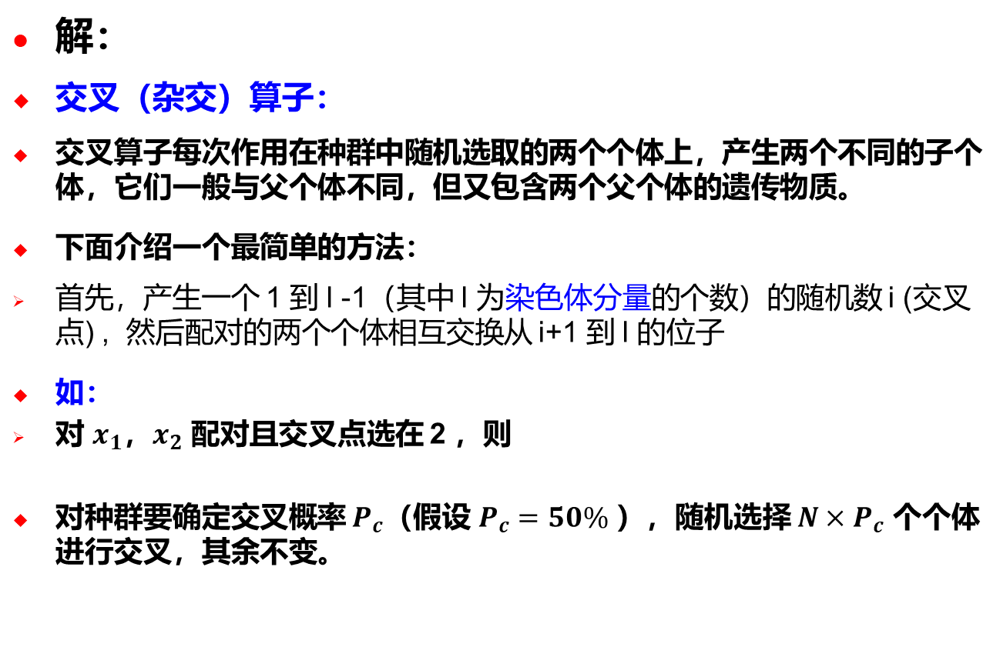 解：
交叉（杂交）算子：
交叉算子每次作用在种群中随机选取的两个个体上，产生两个不同的子个
体，它们一般与父个体不同，但又包含两个父个体的遗传物质。
下面介绍一个最简单的方法：
首先，产生一个 1 到 l -1（其中 l 为染色体分量的个数）的随机数 i (交叉
点) ，然后配对的两个个体相互交换从 i+1 到 l 的位子
如：
对 x₁，x₂ 配对且交叉点选在 2 ，则
对种群要确定交叉概率 P_c（假设 P_c = 50% ），随机选择 N × P_c 个个体
进行交叉，其余不变。